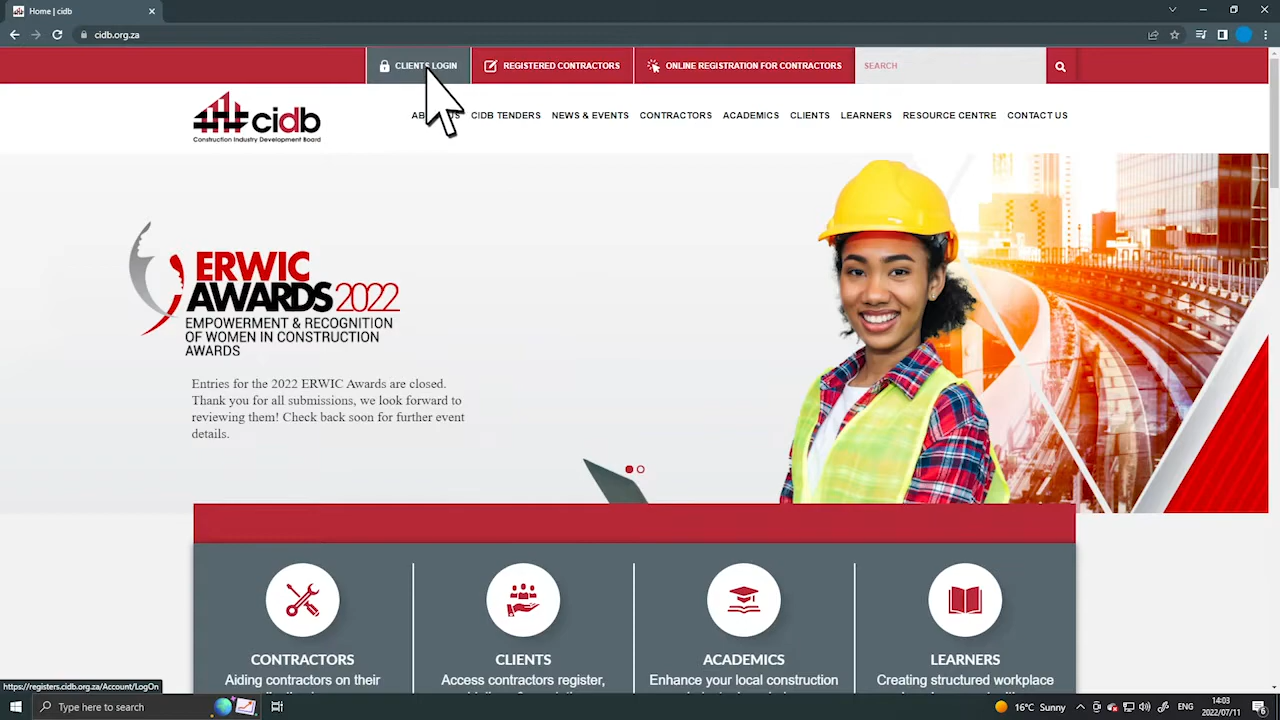 Home | cidb
cidb.org.za
CLIENTS LOGIN
REGISTERED CONTRACTORS
ONLINE REGISTRATION FOR CONTRACTORS
SEARCH
cidb
Construction Industry Development Board
CIDB TENDERS
NEWS & EVENTS
CONTRACTORS
ACADEMICS
CLIENTS
LEARNERS
RESOURCE CENTRE
CONTACT US
ERWIC
AWARDS 2022
EMPOWERMENT & RECOGNITION
OF WOMEN IN CONSTRUCTION
AWARDS
Entries for the 2022 ERWIC Awards are closed.
Thank you for all submissions, we look forward to
reviewing them! Check back soon for further event
details.
CONTRACTORS
Aiding contractors on their
CLIENTS
Access contractors register,
ACADEMICS
Enhance your local construction
LEARNERS
Creating structured workplace
https://registers.cidb.org.za/Account/LogOn
Type here to search
16°C Sunny
14:03
2022/07/11